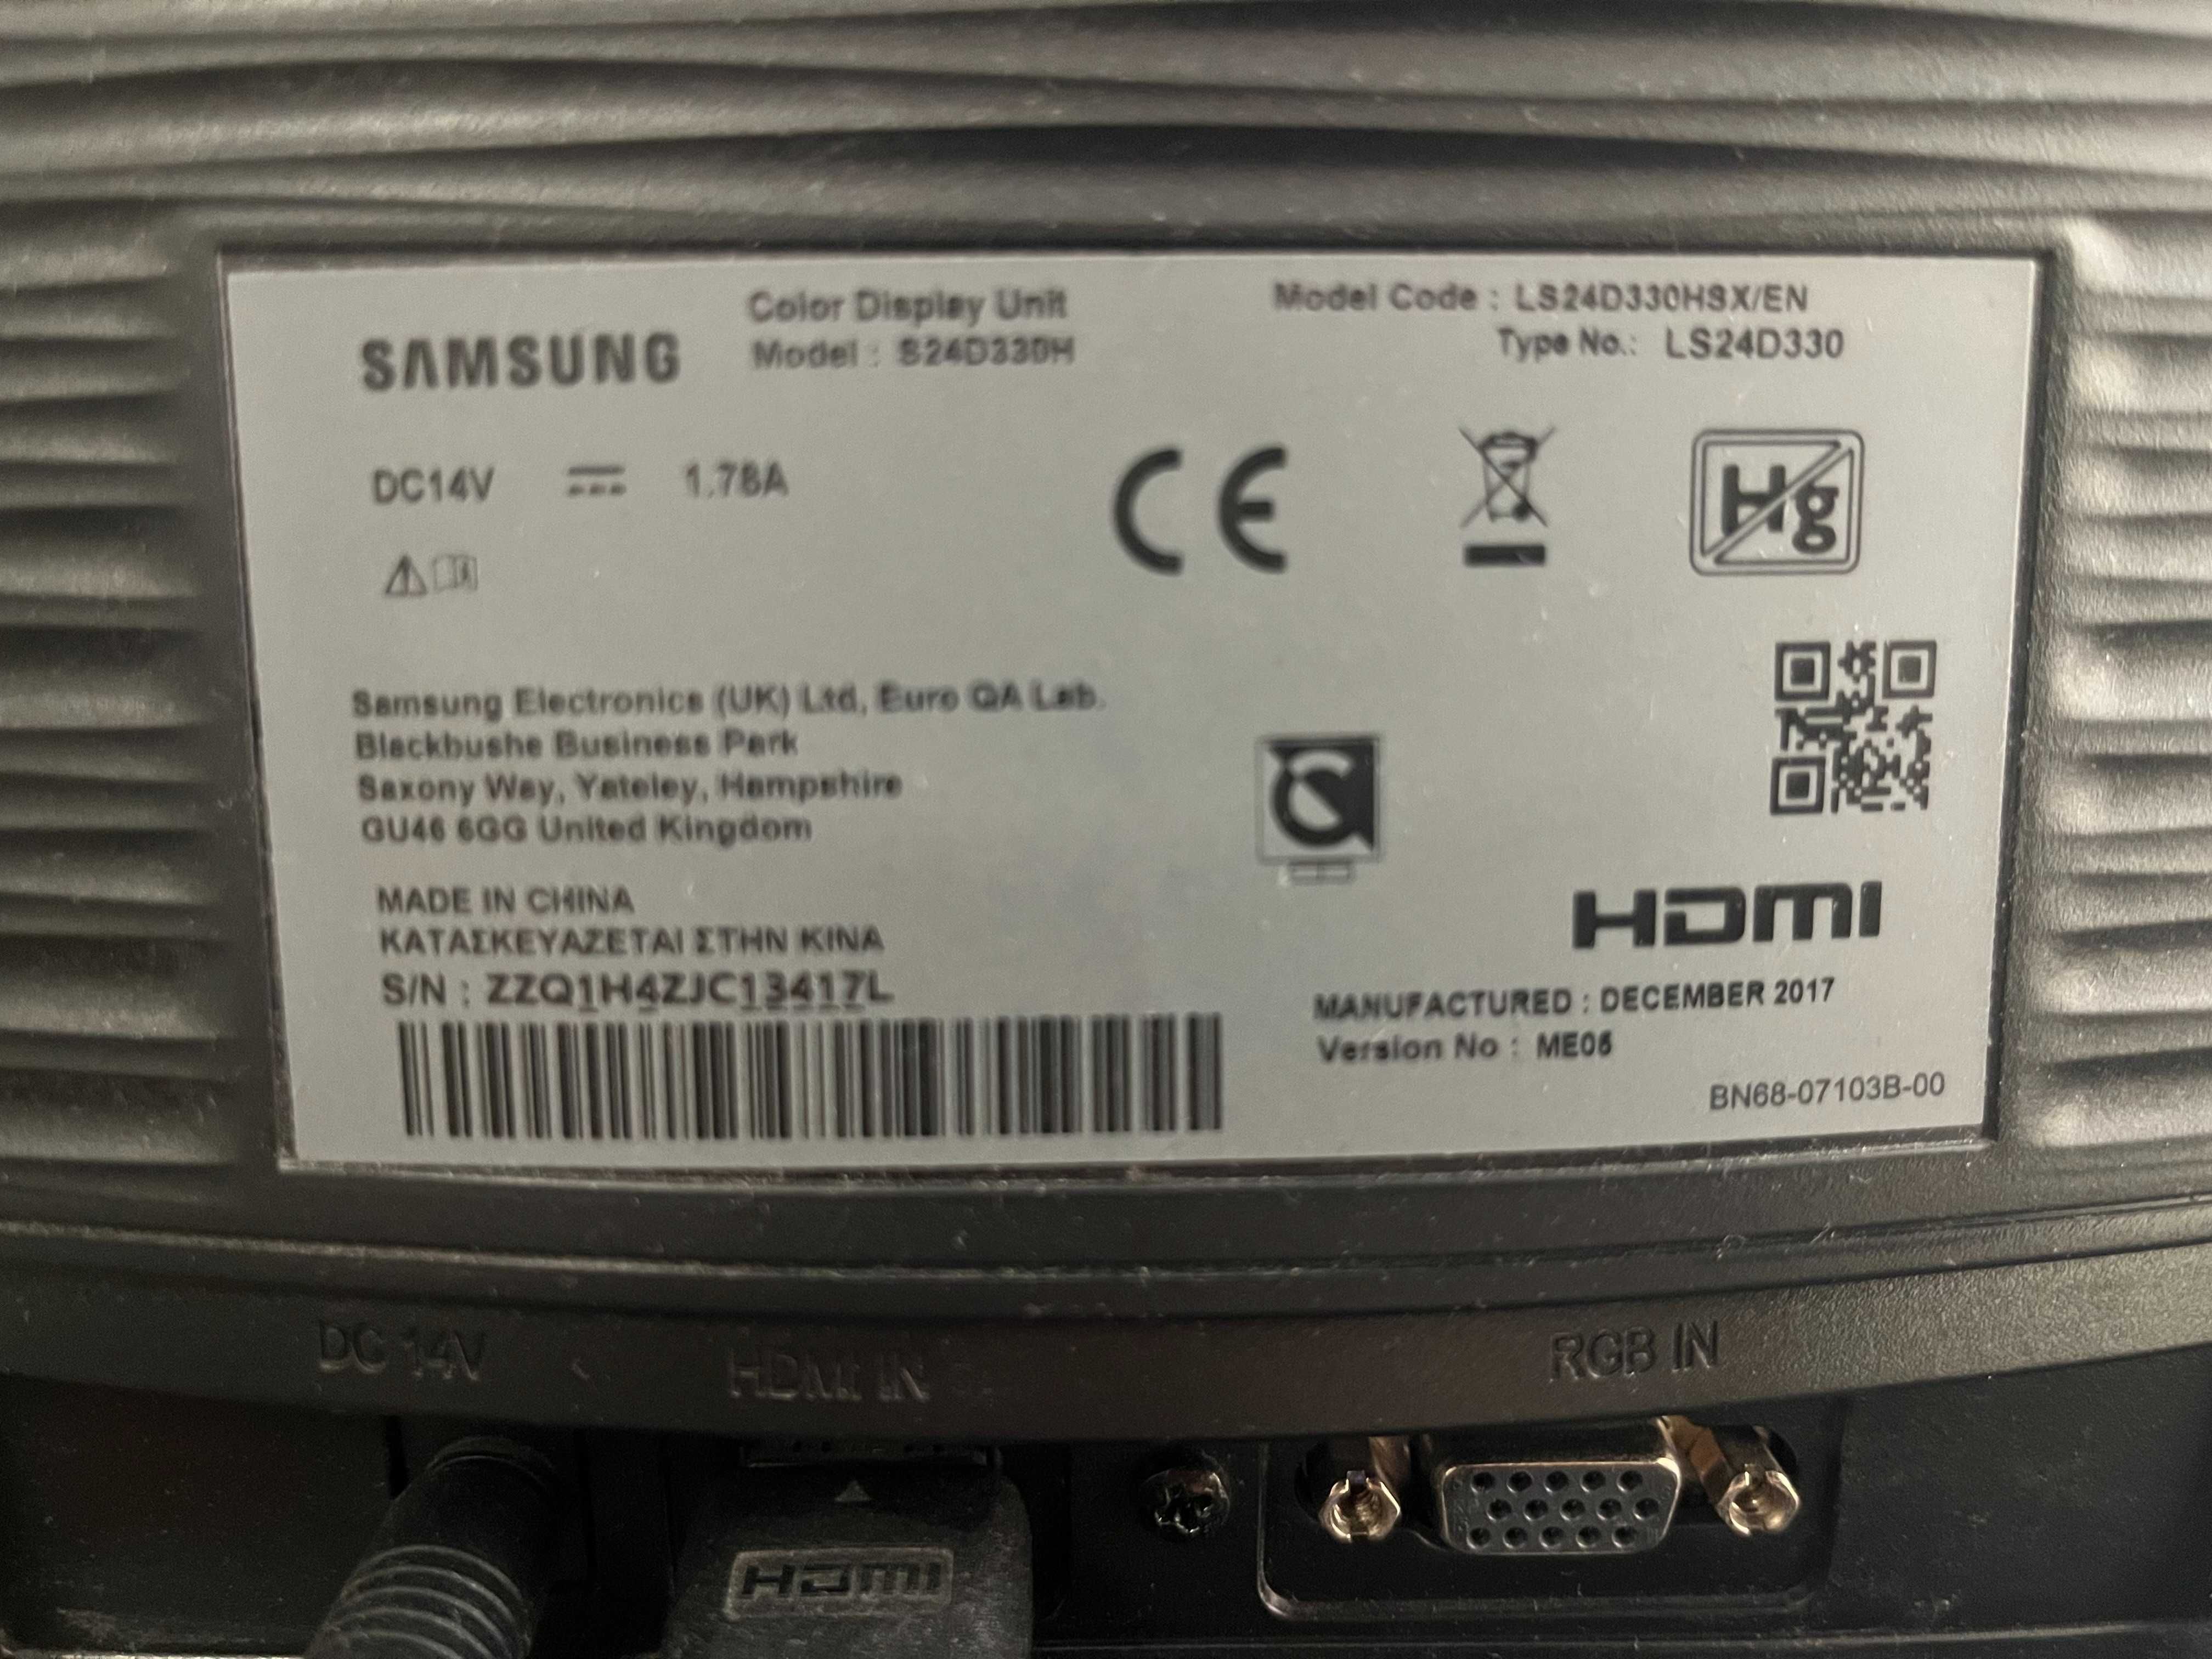 SAMSUNG
Color Display Unit
Model : S24D330H
Model Code : LS24D330HSX/EN
Type No.: LS24D330
DC14V 1.78A
CE
Hg
Samsung Electronics (UK) Ltd, Euro QA Lab.
Blackbushe Business Park
Saxony Way, Yateley, Hampshire
GU46 6GG United Kingdom
MADE IN CHINA
ΚΑΤΑΣΚΕΥΑΖΕΤΑΙ ΣΤΗΝ ΚΙΝΑ
S/N : ZZQ1H4ZJC13417L
HDMI
MANUFACTURED : DECEMBER 2017
Version No : ME05
BN68-07103B-00
DC 14V
HDMI IN
RGB IN
HDMI